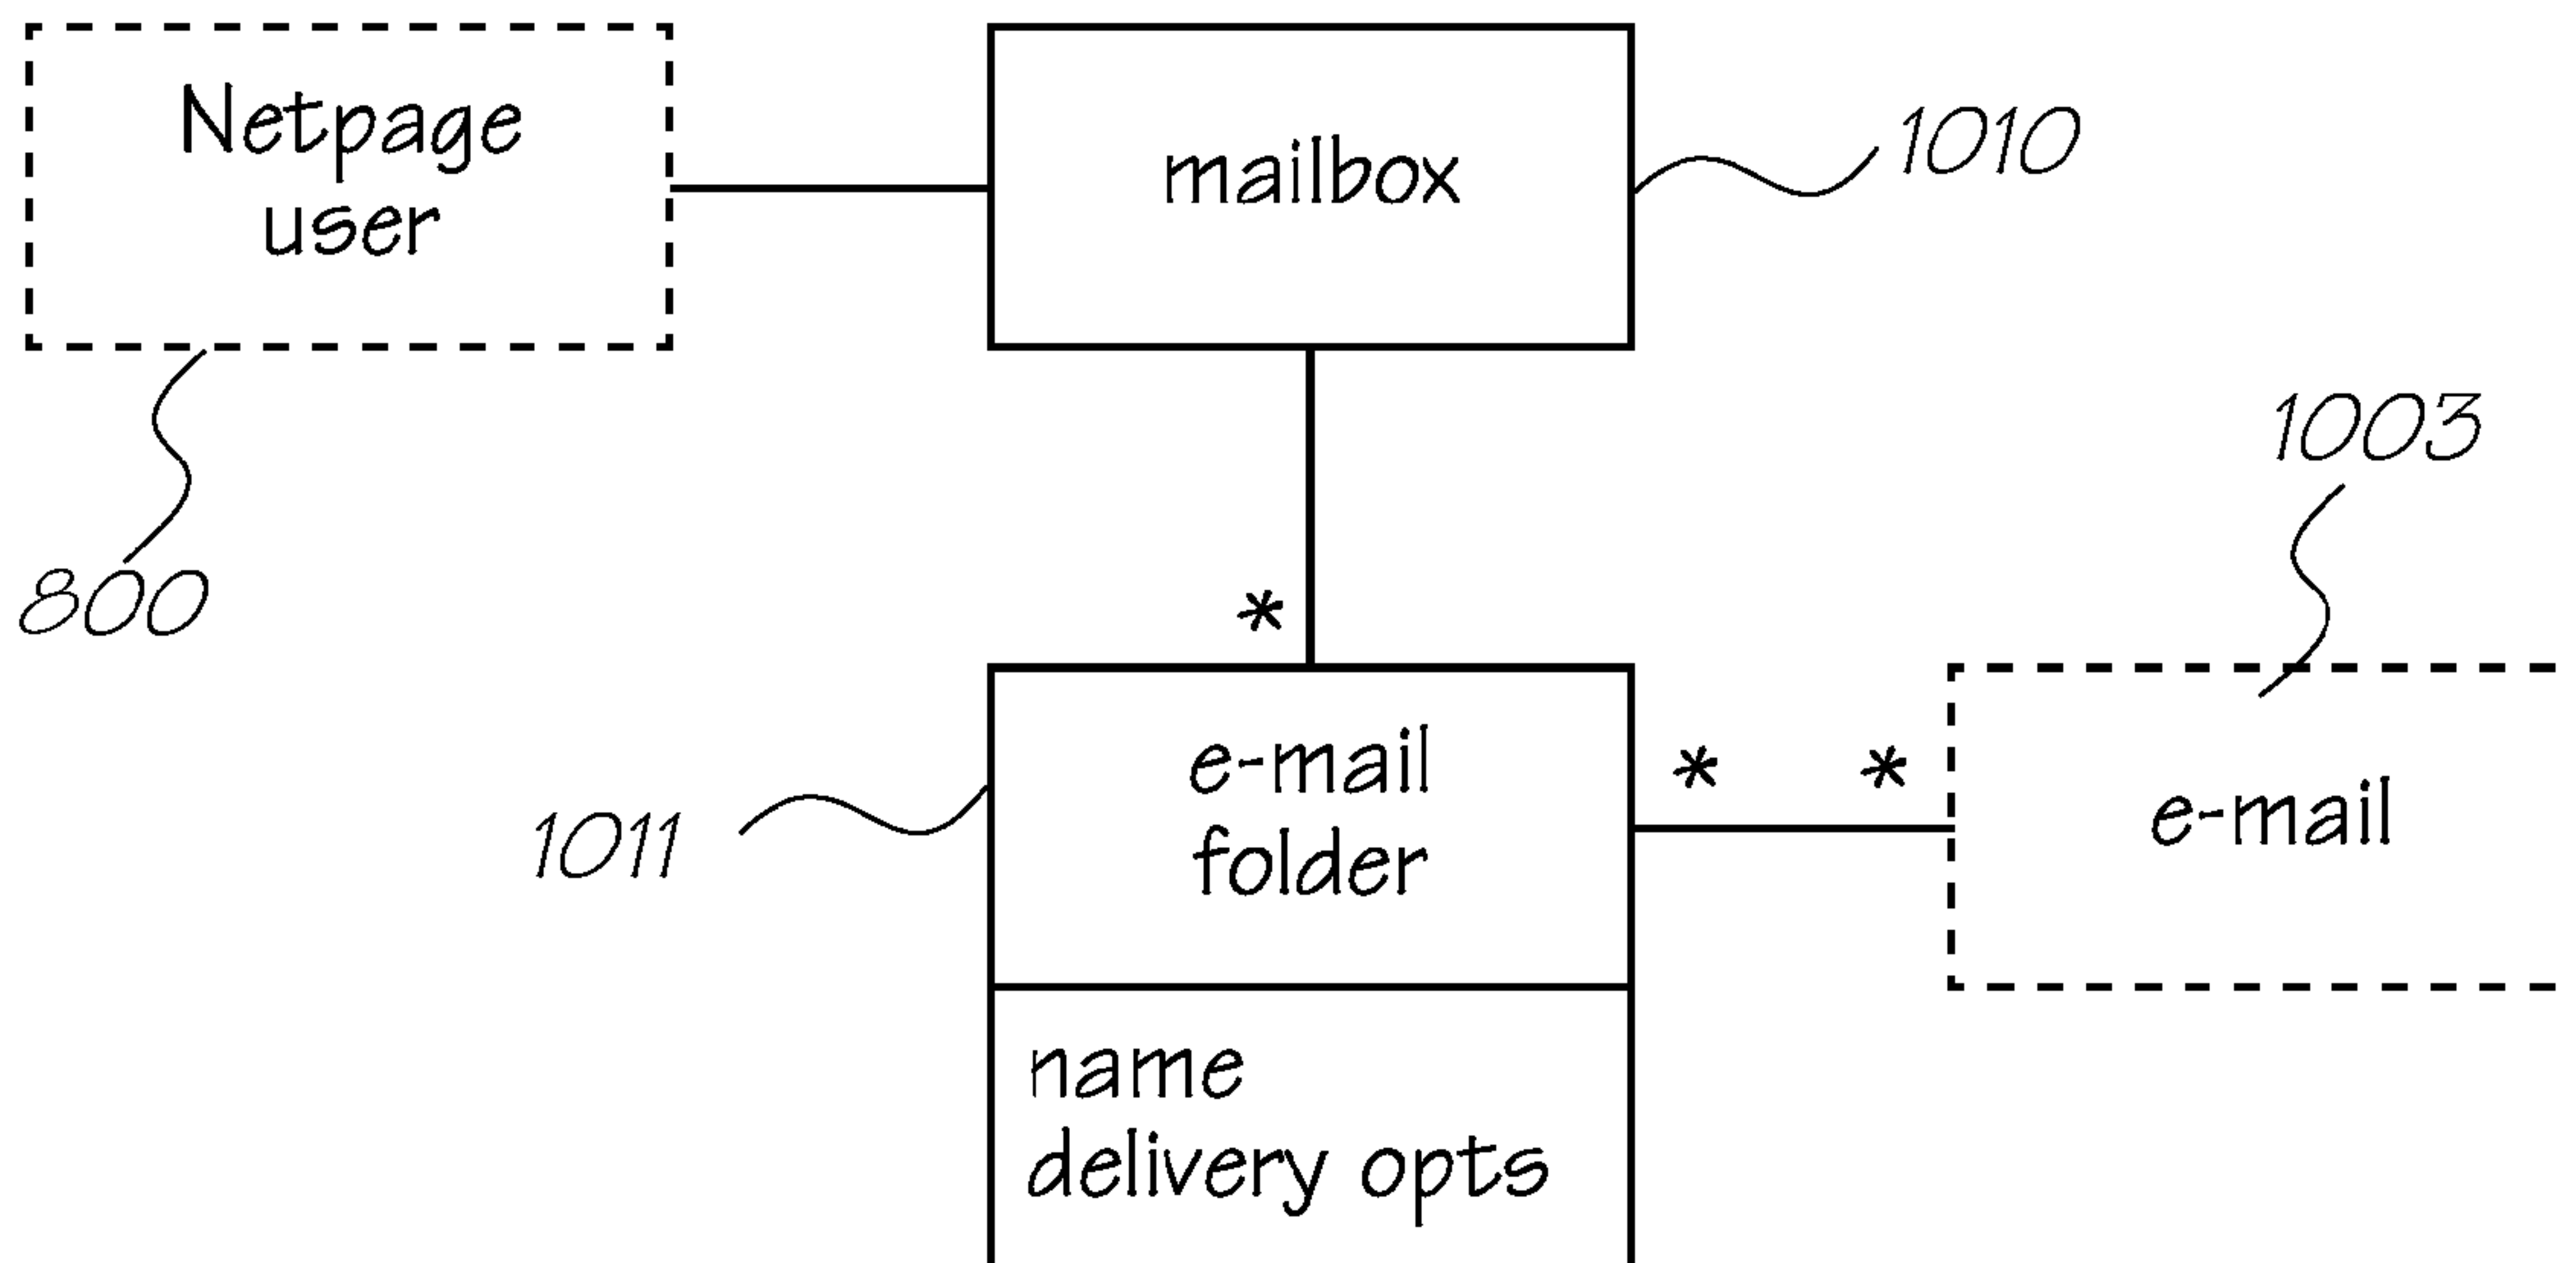 Netpage
user
mailbox
1010
800
1003
*
e-mail
folder
* *
e-mail
1011
name
delivery opts